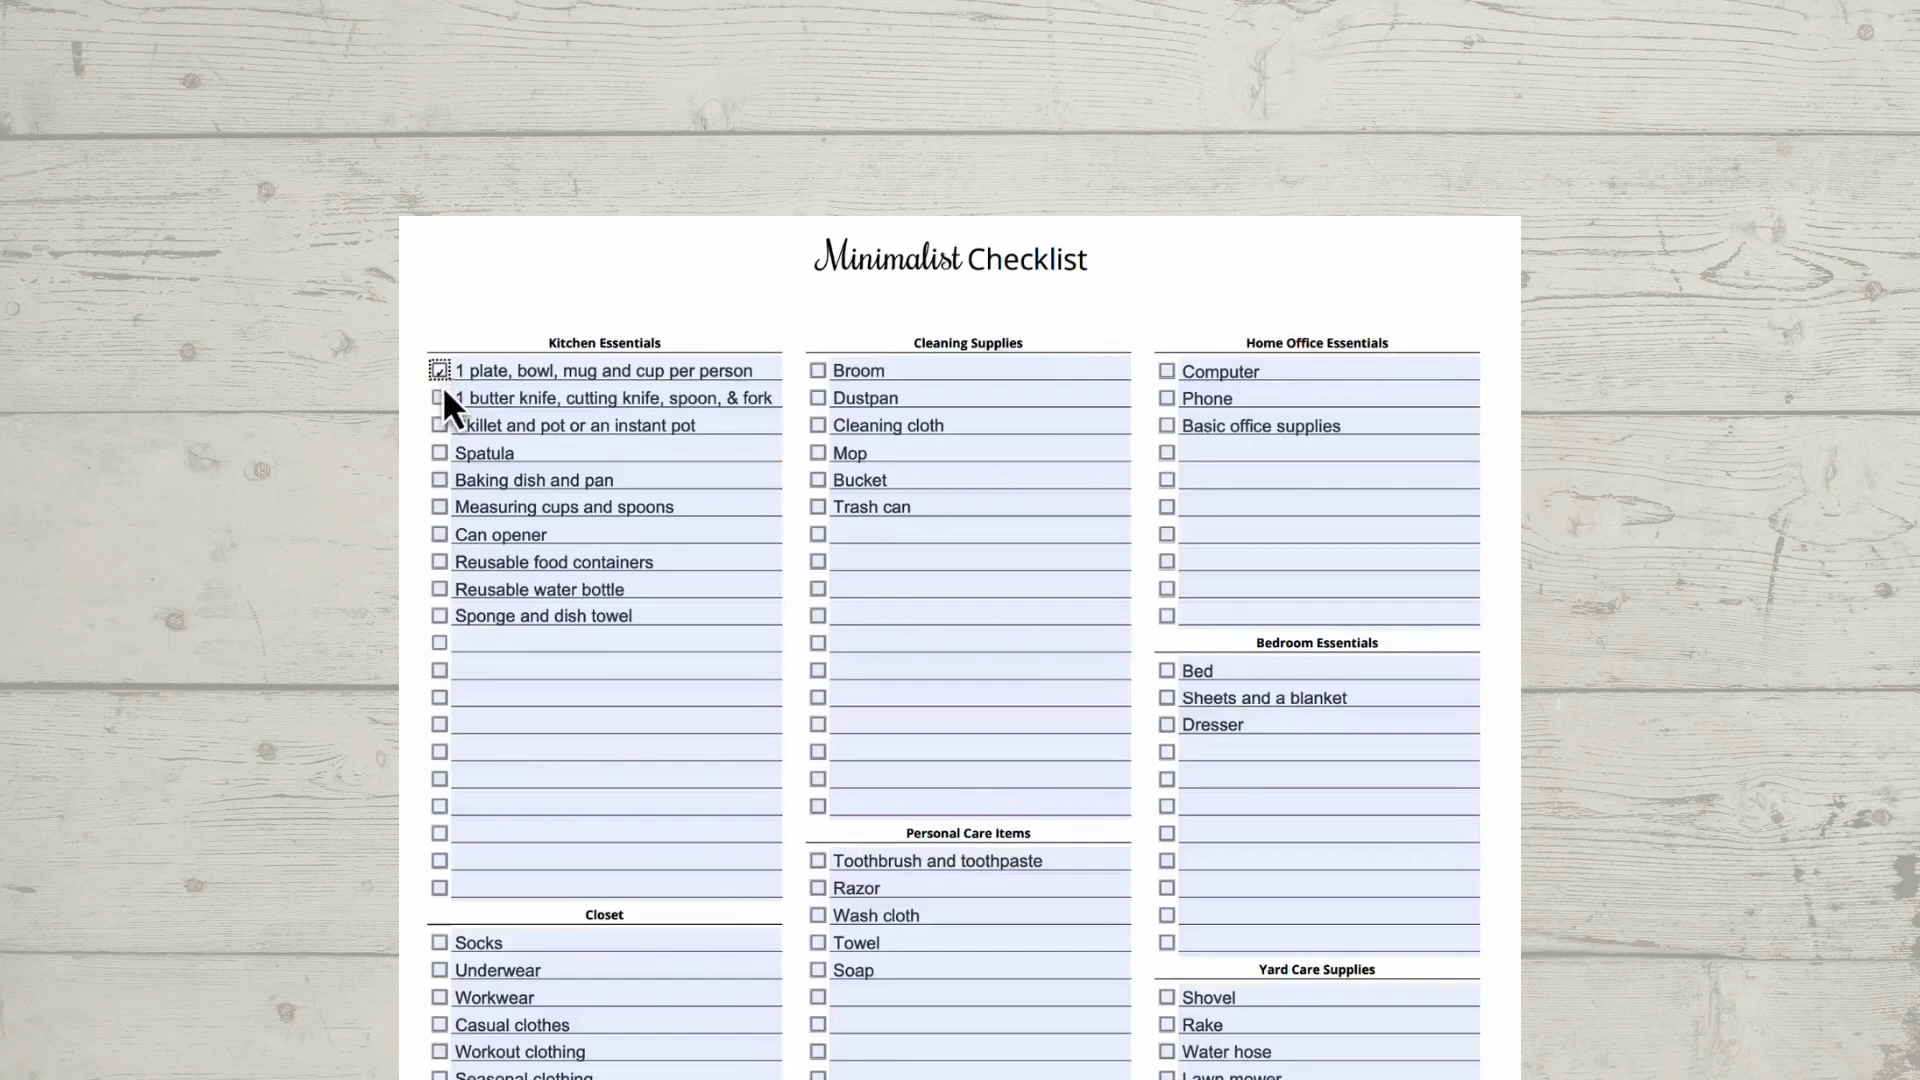 Minimalist Checklist
Kitchen Essentials
1 plate, bowl, mug and cup per person
1 butter knife, cutting knife, spoon, & fork
killet and pot or an instant pot
Spatula
Baking dish and pan
Measuring cups and spoons
Can opener
Reusable food containers
Reusable water bottle
Sponge and dish towel
Closet
Socks
Underwear
Workwear
Casual clothes
Workout clothing
Seasonal clothing
Cleaning Supplies
Broom
Dustpan
Cleaning cloth
Mop
Bucket
Trash can
Personal Care Items
Toothbrush and toothpaste
Razor
Wash cloth
Towel
Soap
Home Office Essentials
Computer
Phone
Basic office supplies
Bedroom Essentials
Bed
Sheets and a blanket
Dresser
Yard Care Supplies
Shovel
Rake
Water hose
Lawn mower